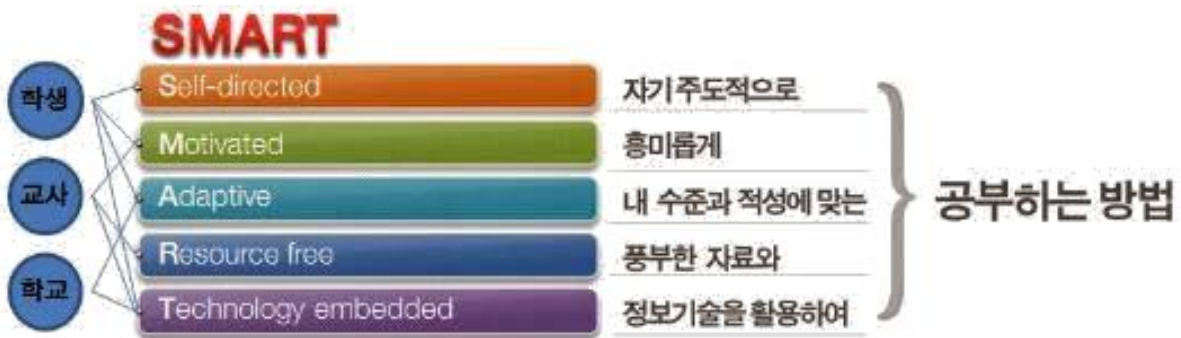 SMART
학생
교사
학교
Self-directed
자기 주도적으로
Motivated
흥미롭게
Adaptive
내 수준과 적성에 맞는
Resource free
풍부한 자료와
Technology embedded
정보기술을 활용하여
공부하는 방법